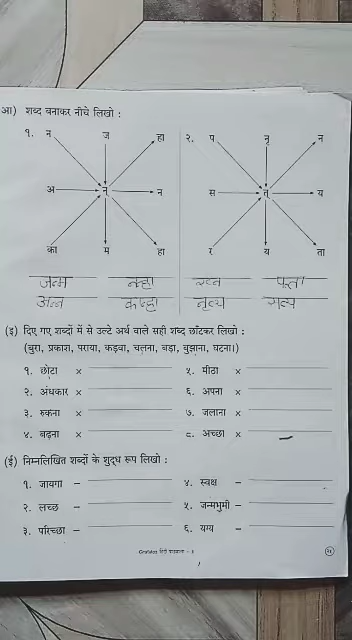 आ) शब्द बनाकर नीचे लिखो :
१. न ज हा २. प नृ न
अ न् न स त् य
का म हा र य ता
जन्म नन्हा रत्न पत्ता
अन्न कान्हा नृत्य सत्य
(इ) दिए गए शब्दों में से उल्टे अर्थ वाले सही शब्द छाँटकर लिखो :
(बुरा, प्रकाश, पराया, कड़वा, चलना, बड़ा, बुझाना, घटना।)
१. छोटा × ५. मीठा ×
२. अंधकार × ६. अपना ×
३. रुकना × ७. जलाना ×
४. बढ़ना × ८. अच्छा ×
(ई) निम्नलिखित शब्दों के शुद्ध रूप लिखो :
१. जायगा – ४. स्वक्ष –
२. लच्छ – ५. जन्मभुमी –
३. परिच्छा – ६. यग्य –